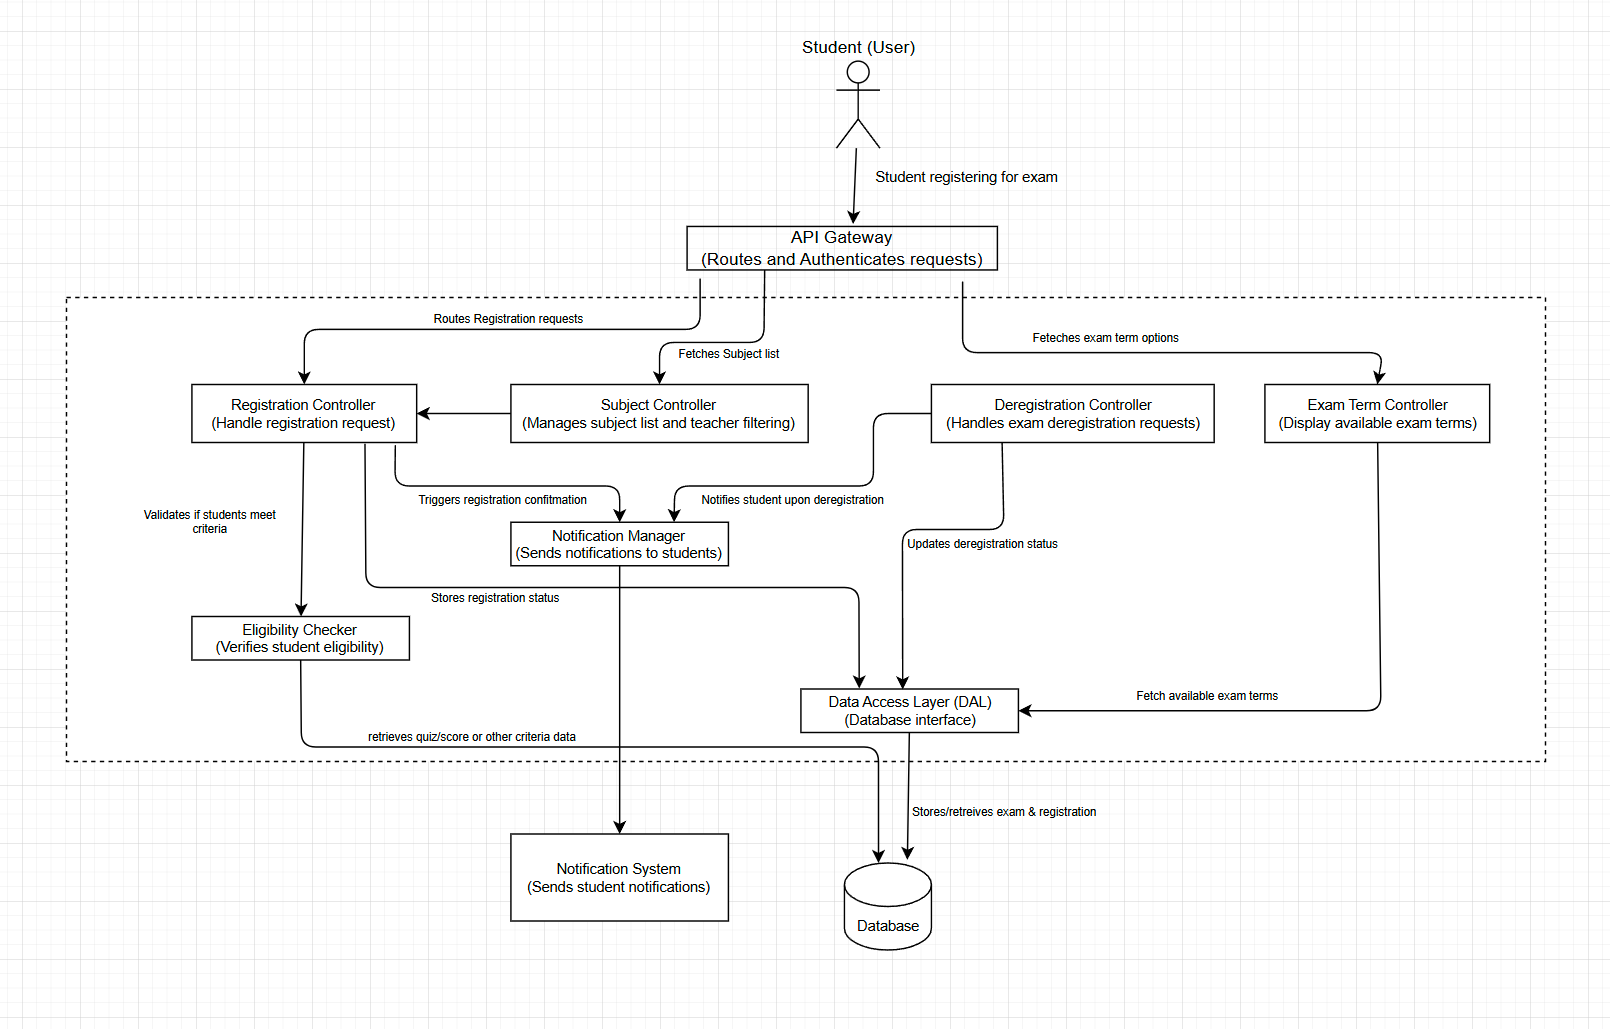 Student (User)
Student registering for exam
API Gateway
(Routes and Authenticates requests)
Routes Registration requests
Fetches Subject list
Feteches exam term options
Registration Controller
(Handle registration request)
Subject Controller
(Manages subject list and teacher filtering)
Deregistration Controller
(Handles exam deregistration requests)
Exam Term Controller
(Display available exam terms)
Validates if students meet
criteria
Triggers registration confitmation
Notifies student upon deregistration
Notification Manager
(Sends notifications to students)
Updates deregistration status
Stores registration status
Eligibility Checker
(Verifies student eligibility)
Data Access Layer (DAL)
(Database interface)
Fetch available exam terms
retrieves quiz/score or other criteria data
Stores/retreives exam & registration
Notification System
(Sends student notifications)
Database